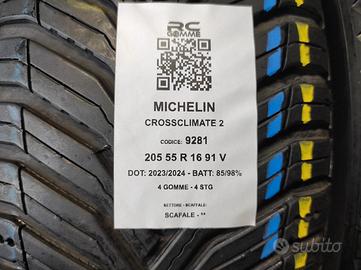 RC
GOMME
MICHELIN
CROSSCLIMATE 2
CODICE: 9281
205 55 R 16 91 V
DOT: 2023/2024 - BATT: 85/98%
4 GOMME - 4 STG
SETTORE - SCAFALE:
SCAFALE - **
subito